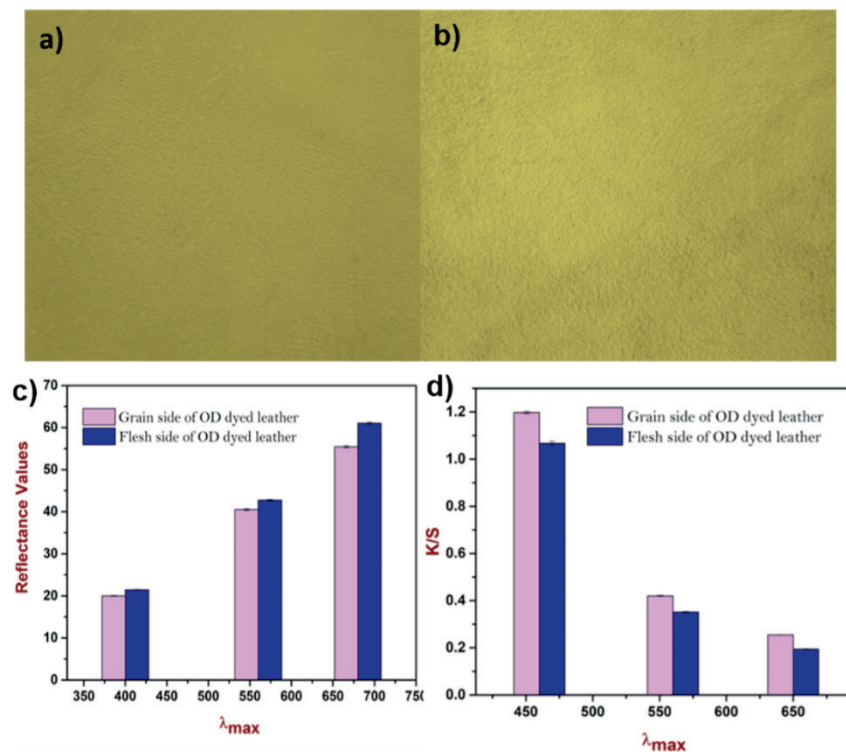 a)
b)
c)
70
60
50
40
30
20
10
0
Reflectance Values
Grain side of OD dyed leather
Flesh side of OD dyed leather
350 400 450 500 550 600 650 700 750
λmax
d)
1.2
1.0
0.8
0.6
0.4
0.2
0.0
K/S
Grain side of OD dyed leather
Flesh side of OD dyed leather
450 500 550 600 650
λmax